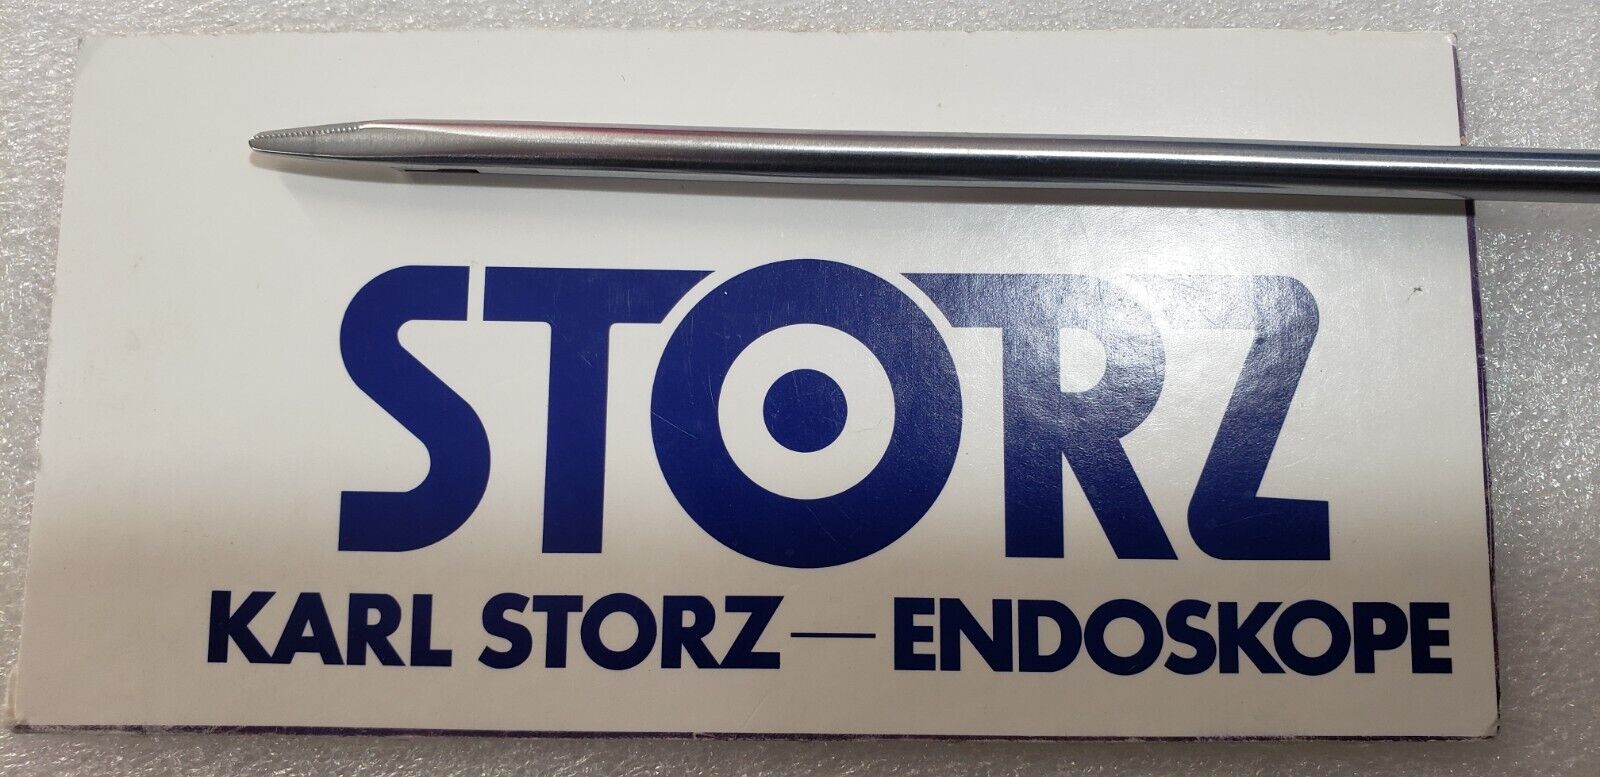 STORZ
KARL STORZ — ENDOSKOPE